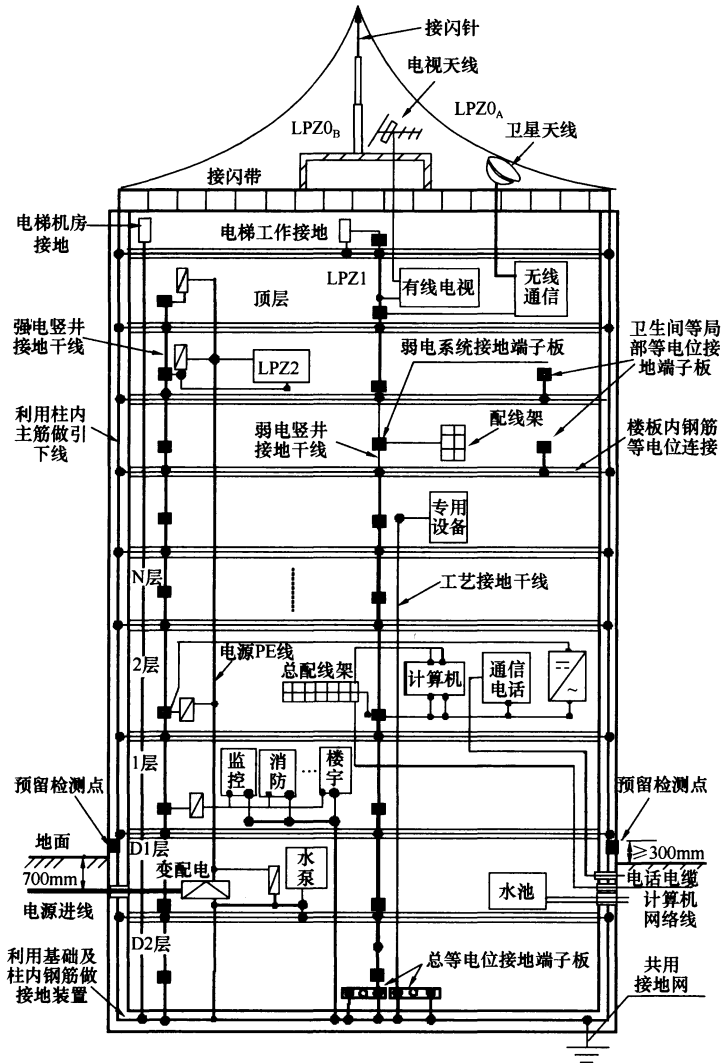 接闪针
电视天线
LPZ0B
LPZ0A
卫星天线
接闪带
电梯机房
接地
电梯工作接地
LPZ1
顶层
有线电视
无线
通信
强电竖井
接地干线
LPZ2
弱电系统接地端子板
卫生间等局
部等电位接
地端子板
利用柱内
主筋做引
下线
弱电竖井
接地干线
配线架
楼板内钢筋
等电位连接
专用
设备
N层
工艺接地干线
2层
电源PE线
总配线架
计算机
通信
电话
1层
监
控
消
防
…
楼
宇
预留检测点
预留检测点
地面
D1层
≥300mm
700mm
变配电
水
泵
电话电缆
电源进线
水池
计算机
网络线
D2层
利用基础及
柱内钢筋做
接地装置
总等电位接地端子板
共用
接地网